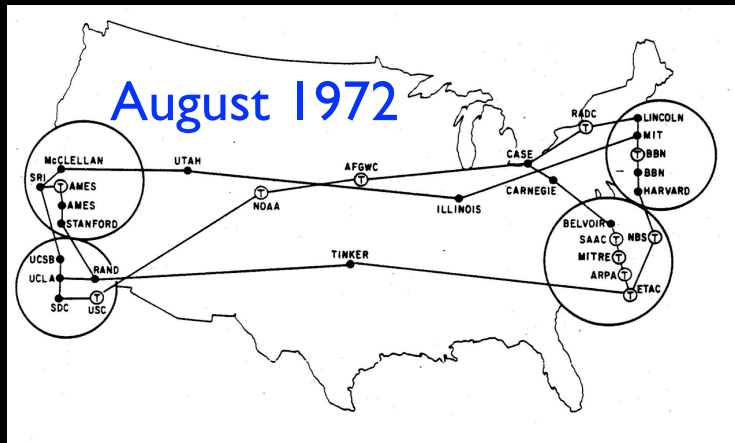 August 1972
RADC
LINCOLN
MIT
T
BBN
BBN
HARVARD
McCLELLAN
UTAH
AFGWC
CASE
SRI
T
AMES
T
T
AMES
NOAA
ILLINOIS
CARNEGIE
STANFORD
BELVOIR
SAAC
T
NBS
T
UCSB
RAND
TINKER
MITRE
T
UCLA
ARPA
T
ETAC
T
SDC
T
USC
T